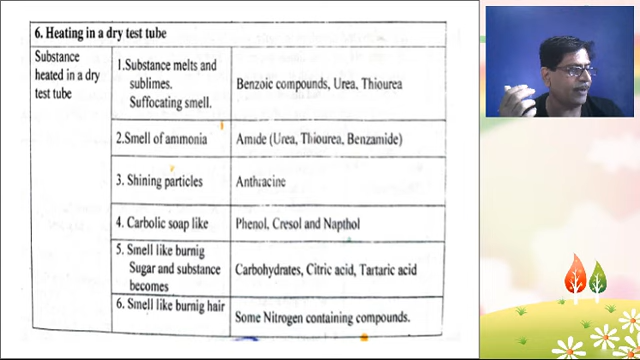 6. Heating in a dry test tube
Substance
heated in a dry
test tube
1.Substance melts and
sublimes.
Suffocating smell.
Benzoic compounds, Urea, Thiourea
2.Smell of ammonia
Amide (Urea, Thiourea, Benzamide)
3. Shining particles
Anthracine
4. Carbolic soap like
Phenol, Cresol and Napthol
5. Smell like burnig
Sugar and substance
becomes
Carbohydrates, Citric acid, Tartaric acid
6. Smell like burnig hair
Some Nitrogen containing compounds.